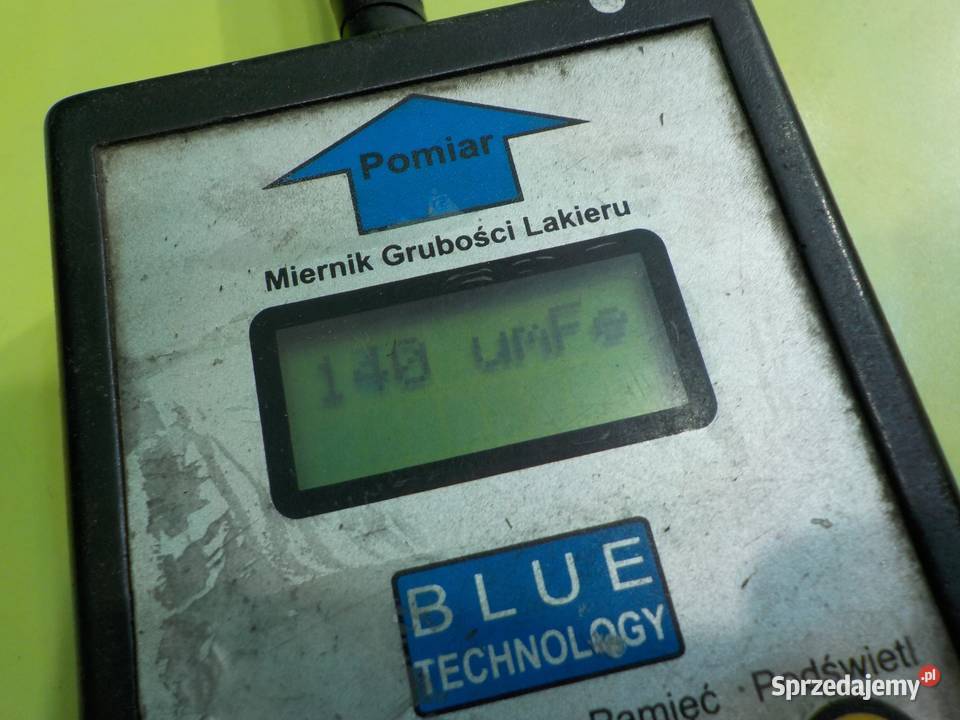 Pomiar
Miernik Grubości Lakieru
140 umFe
BLUE
TECHNOLOGY
Pamięć · Podświetl
Sprzedajemy.pl